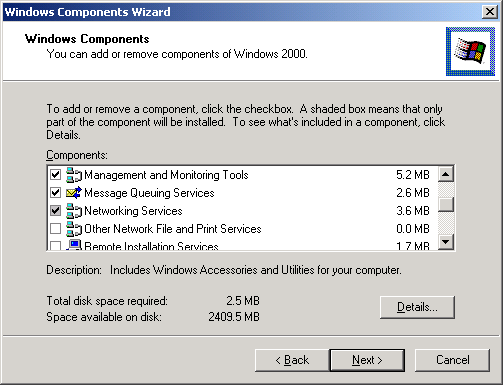 Windows Components Wizard
Windows Components
You can add or remove components of Windows 2000.
To add or remove a component, click the checkbox. A shaded box means that only
part of the component will be installed. To see what's included in a component, click
Details.
Components:
Management and Monitoring Tools 5.2 MB
Message Queuing Services 2.6 MB
Networking Services 3.6 MB
Other Network File and Print Services 0.0 MB
Remote Installation Services 1.7 MB
Description: Includes Windows Accessories and Utilities for your computer.
Total disk space required: 2.5 MB
Space available on disk: 2409.5 MB
Details...
< Back Next > Cancel